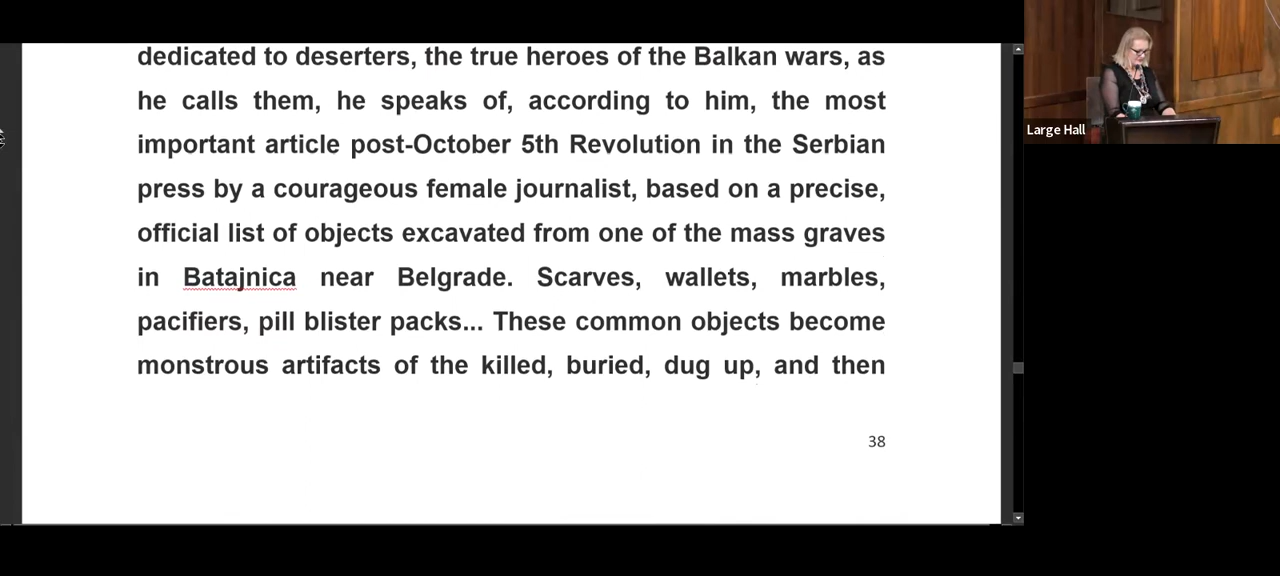 dedicated to deserters, the true heroes of the Balkan wars, as
he calls them, he speaks of, according to him, the most
important article post-October 5th Revolution in the Serbian
press by a courageous female journalist, based on a precise,
official list of objects excavated from one of the mass graves
in Batajnica near Belgrade. Scarves, wallets, marbles,
pacifiers, pill blister packs... These common objects become
monstrous artifacts of the killed, buried, dug up, and then
38
Large Hall